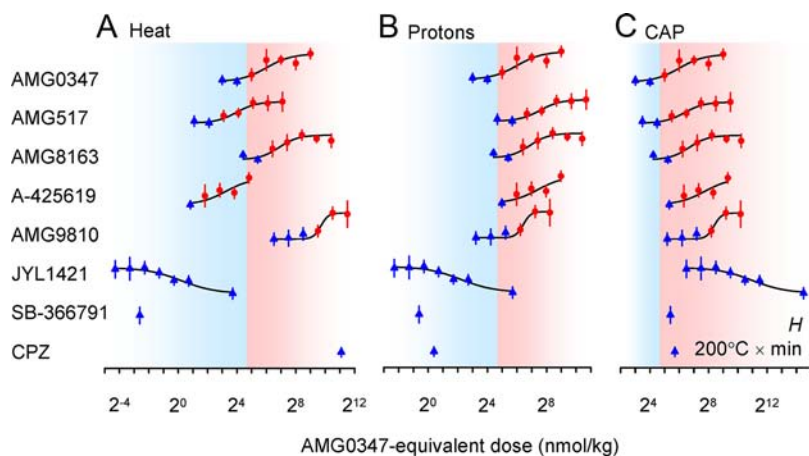 A Heat B Protons C CAP
AMG0347
AMG517
AMG8163
A-425619
AMG9810
JYL1421
SB-366791
CPZ
H
200°C × min
2-4 20 24 28 212 20 24 28 24 28 212
AMG0347-equivalent dose (nmol/kg)